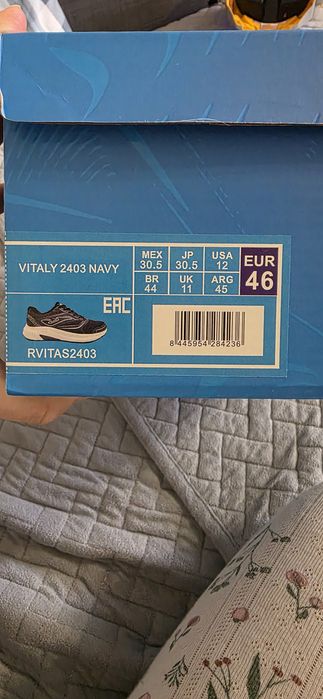 VITALY 2403 NAVY
MEX 30.5
JP 30.5
USA 12
EUR 46
BR 44
UK 11
ARG 45
EAC
RVITAS2403
8 445954 284236